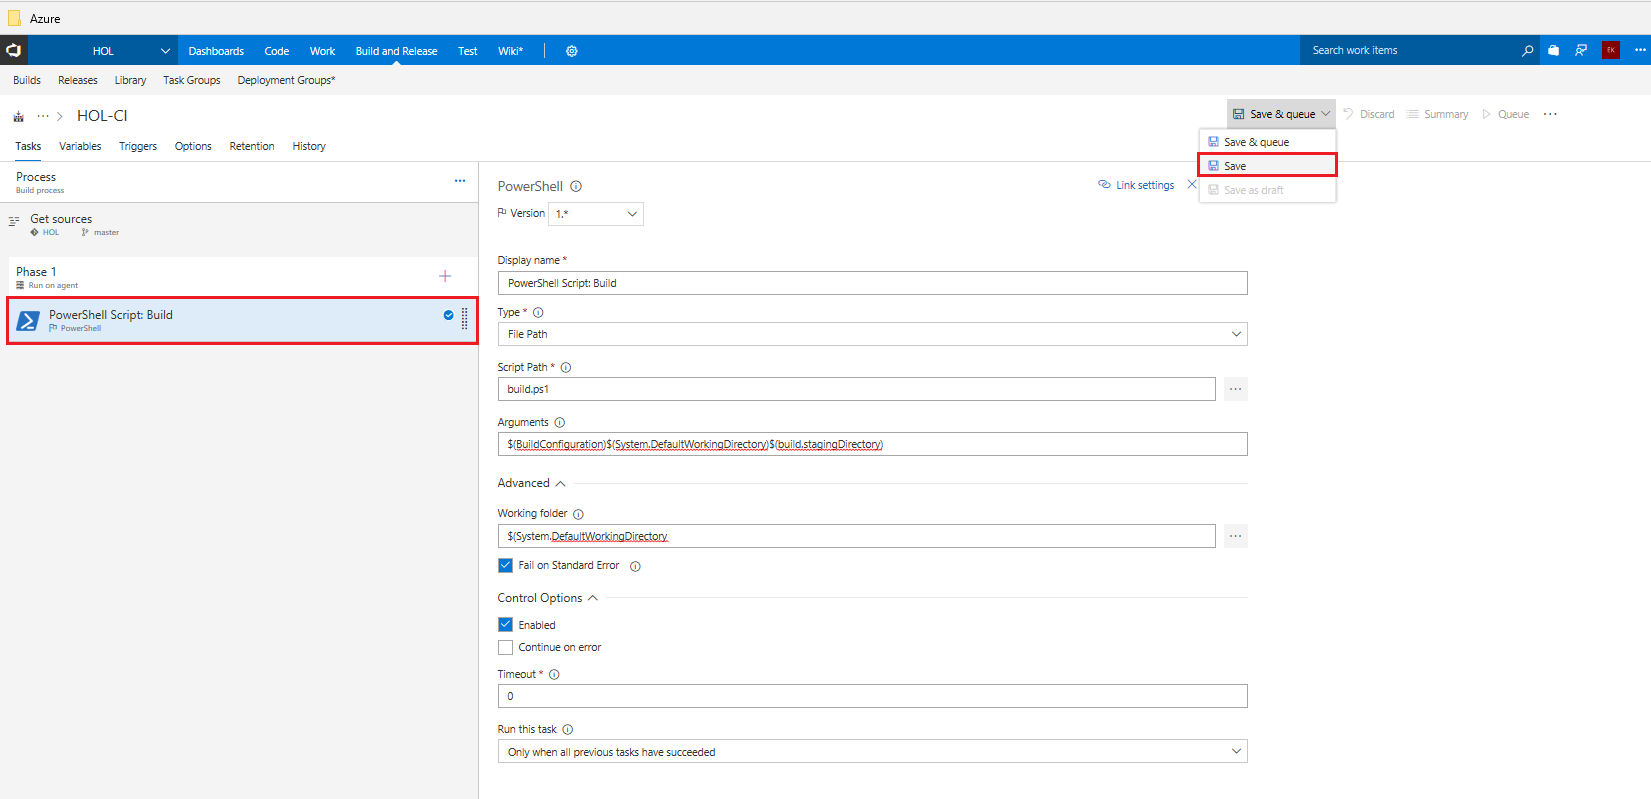 Azure
HOL Dashboards Code Work Build and Release Test Wiki* Search work items EK
Builds Releases Library Task Groups Deployment Groups*
... > HOL-CI Save & queue Discard Summary Queue ...
Save & queue
Save
Save as draft
Tasks Variables Triggers Options Retention History
Process
Build process
Get sources
HOL master
Phase 1
Run on agent
PowerShell Script: Build
PowerShell
PowerShell Link settings
Version 1.*
Display name *
PowerShell Script: Build
Type *
File Path
Script Path *
build.ps1
Arguments
$(BuildConfiguration)$(System.DefaultWorkingDirectory)$(build.stagingDirectory)
Advanced
Working folder
$(System.DefaultWorkingDirectory
Fail on Standard Error
Control Options
Enabled
Continue on error
Timeout *
0
Run this task
Only when all previous tasks have succeeded